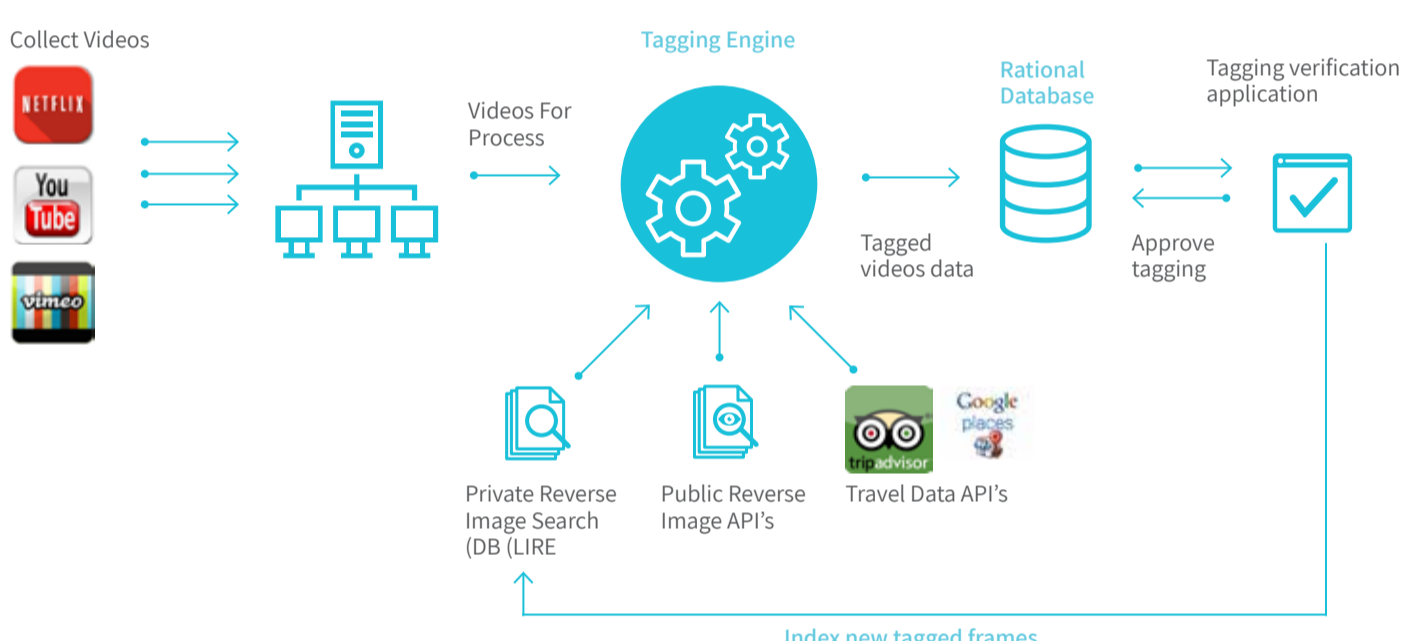 Collect Videos
NETFLIX
You
Tube
vimeo
Videos For
Process
Tagging Engine
Tagged
videos data
Rational
Database
Approve
tagging
Tagging verification
application
Private Reverse
Image Search
(DB (LIRE
Public Reverse
Image API’s
tripadvisor
Google
places
Travel Data API’s
Index new tagged frames